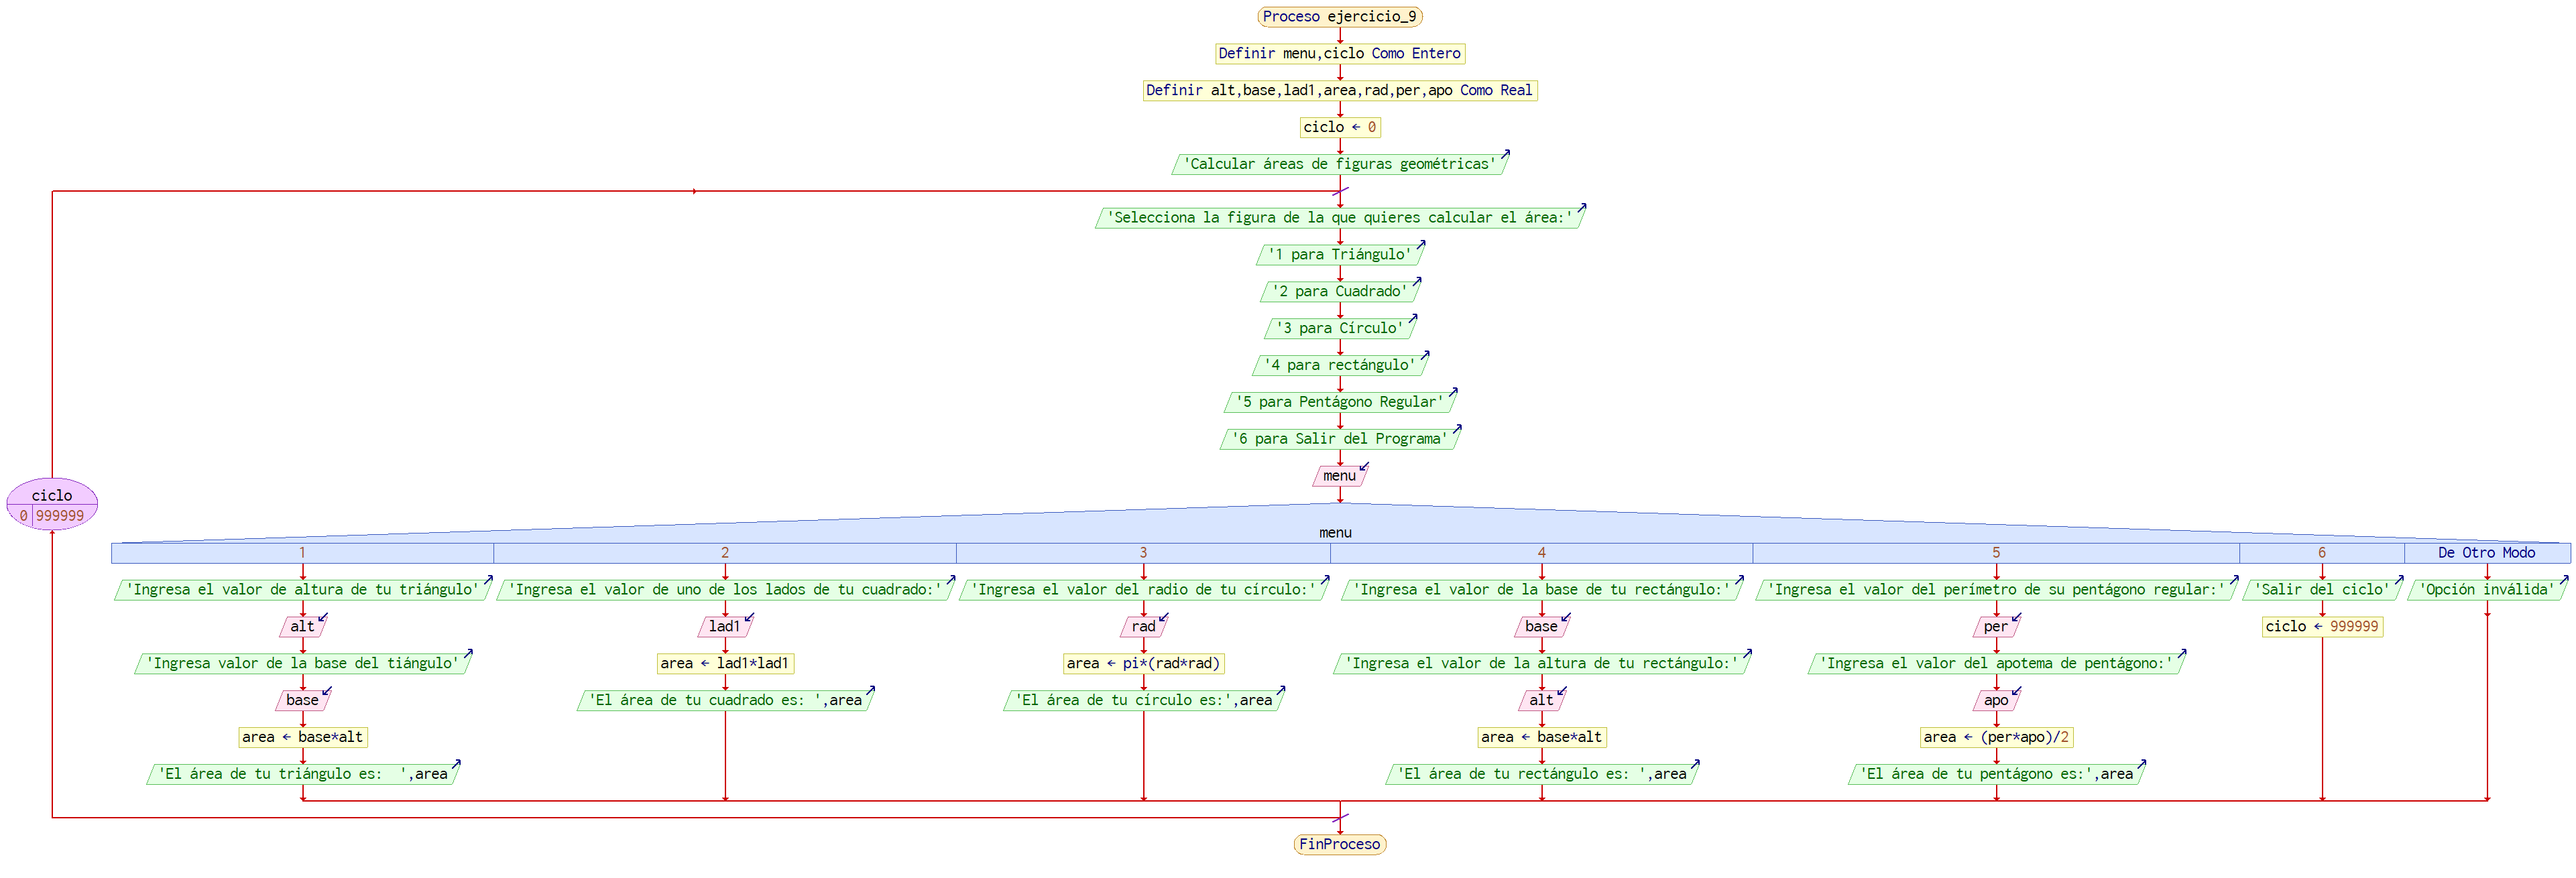 Proceso ejercicio_9
Definir menu,ciclo Como Entero
Definir alt,base,lad1,area,rad,per,apo Como Real
ciclo ← 0
'Calcular áreas de figuras geométricas'
'Selecciona la figura de la que quieres calcular el área:'
'1 para Triángulo'
'2 para Cuadrado'
'3 para Círculo'
'4 para rectángulo'
'5 para Pentágono Regular'
'6 para Salir del Programa'
menu
ciclo
0 999999
menu
1 2 3 4 5 6 De Otro Modo
'Ingresa el valor de altura de tu triángulo'
alt
'Ingresa valor de la base del tiángulo'
base
area ← base*alt
'El área de tu triángulo es:  ',area
'Ingresa el valor de uno de los lados de tu cuadrado:'
lad1
area ← lad1*lad1
'El área de tu cuadrado es: ',area
'Ingresa el valor del radio de tu círculo:'
rad
area ← pi*(rad*rad)
'El área de tu círculo es:',area
'Ingresa el valor de la base de tu rectángulo:'
base
'Ingresa el valor de la altura de tu rectángulo:'
alt
area ← base*alt
'El área de tu rectángulo es: ',area
'Ingresa el valor del perímetro de su pentágono regular:'
per
'Ingresa el valor del apotema de pentágono:'
apo
area ← (per*apo)/2
'El área de tu pentágono es:',area
'Salir del ciclo'
ciclo ← 999999
'Opción inválida'
FinProceso